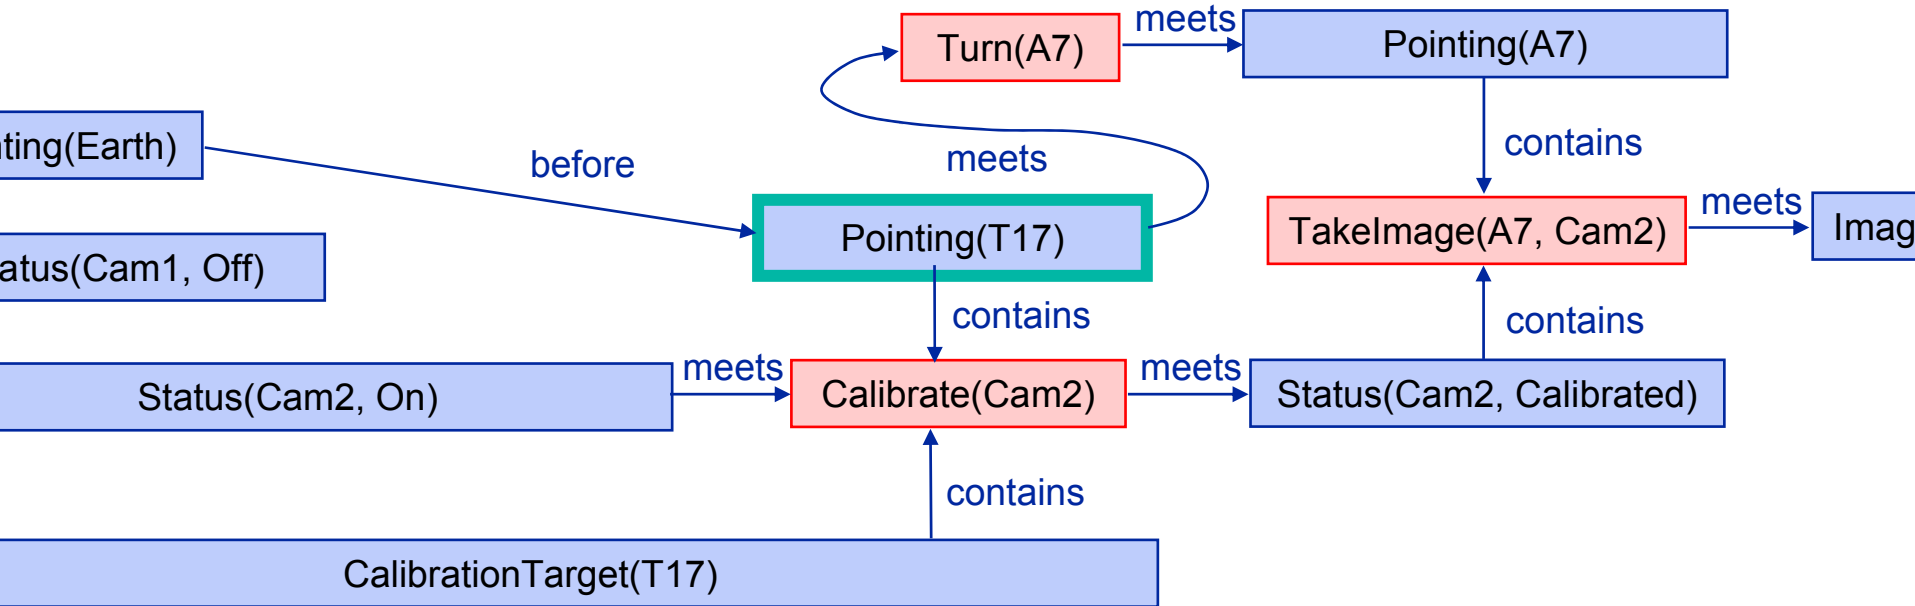 meets
Turn(A7)
Pointing(A7)
ting(Earth)
before
meets
contains
Pointing(T17)
TakeImage(A7, Cam2)
meets
Imag
atus(Cam1, Off)
contains
contains
Status(Cam2, On)
meets
Calibrate(Cam2)
meets
Status(Cam2, Calibrated)
contains
CalibrationTarget(T17)